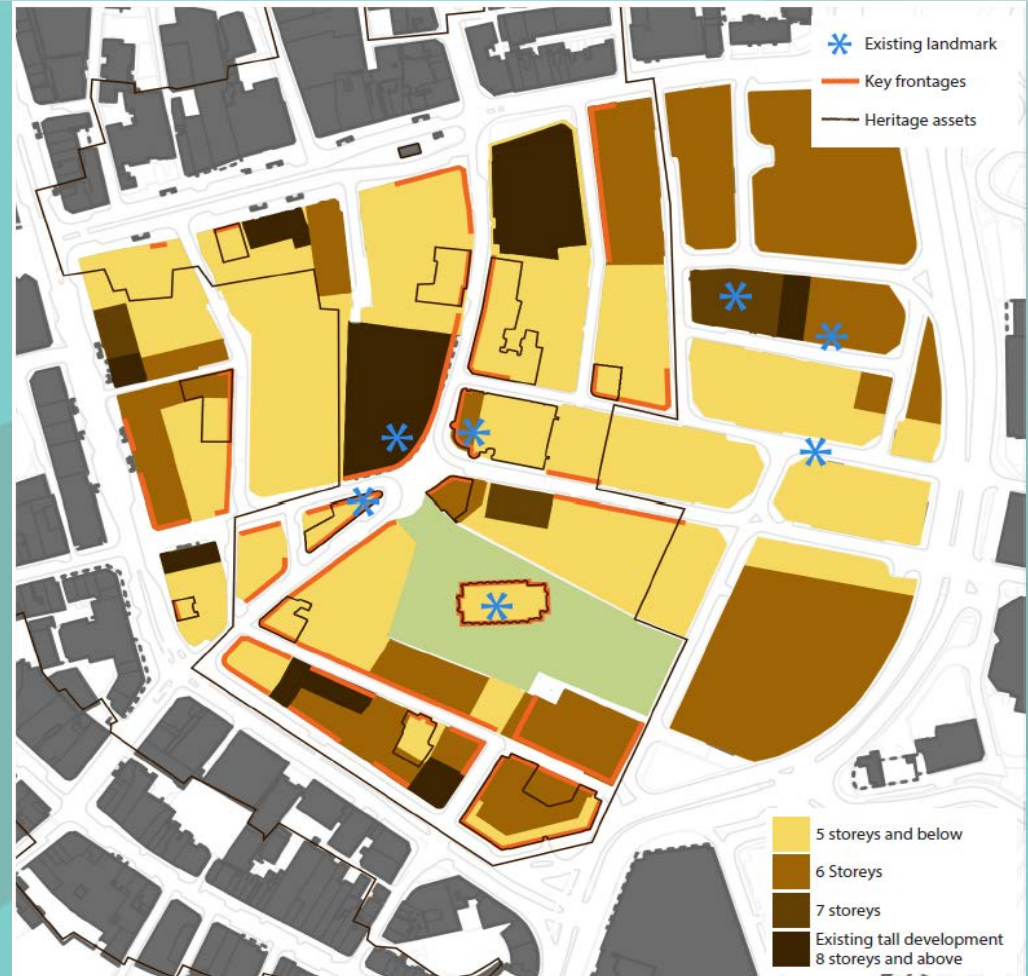 Existing landmark
Key frontages
Heritage assets
5 storeys and below
6 Storeys
7 storeys
Existing tall development
8 storeys and above